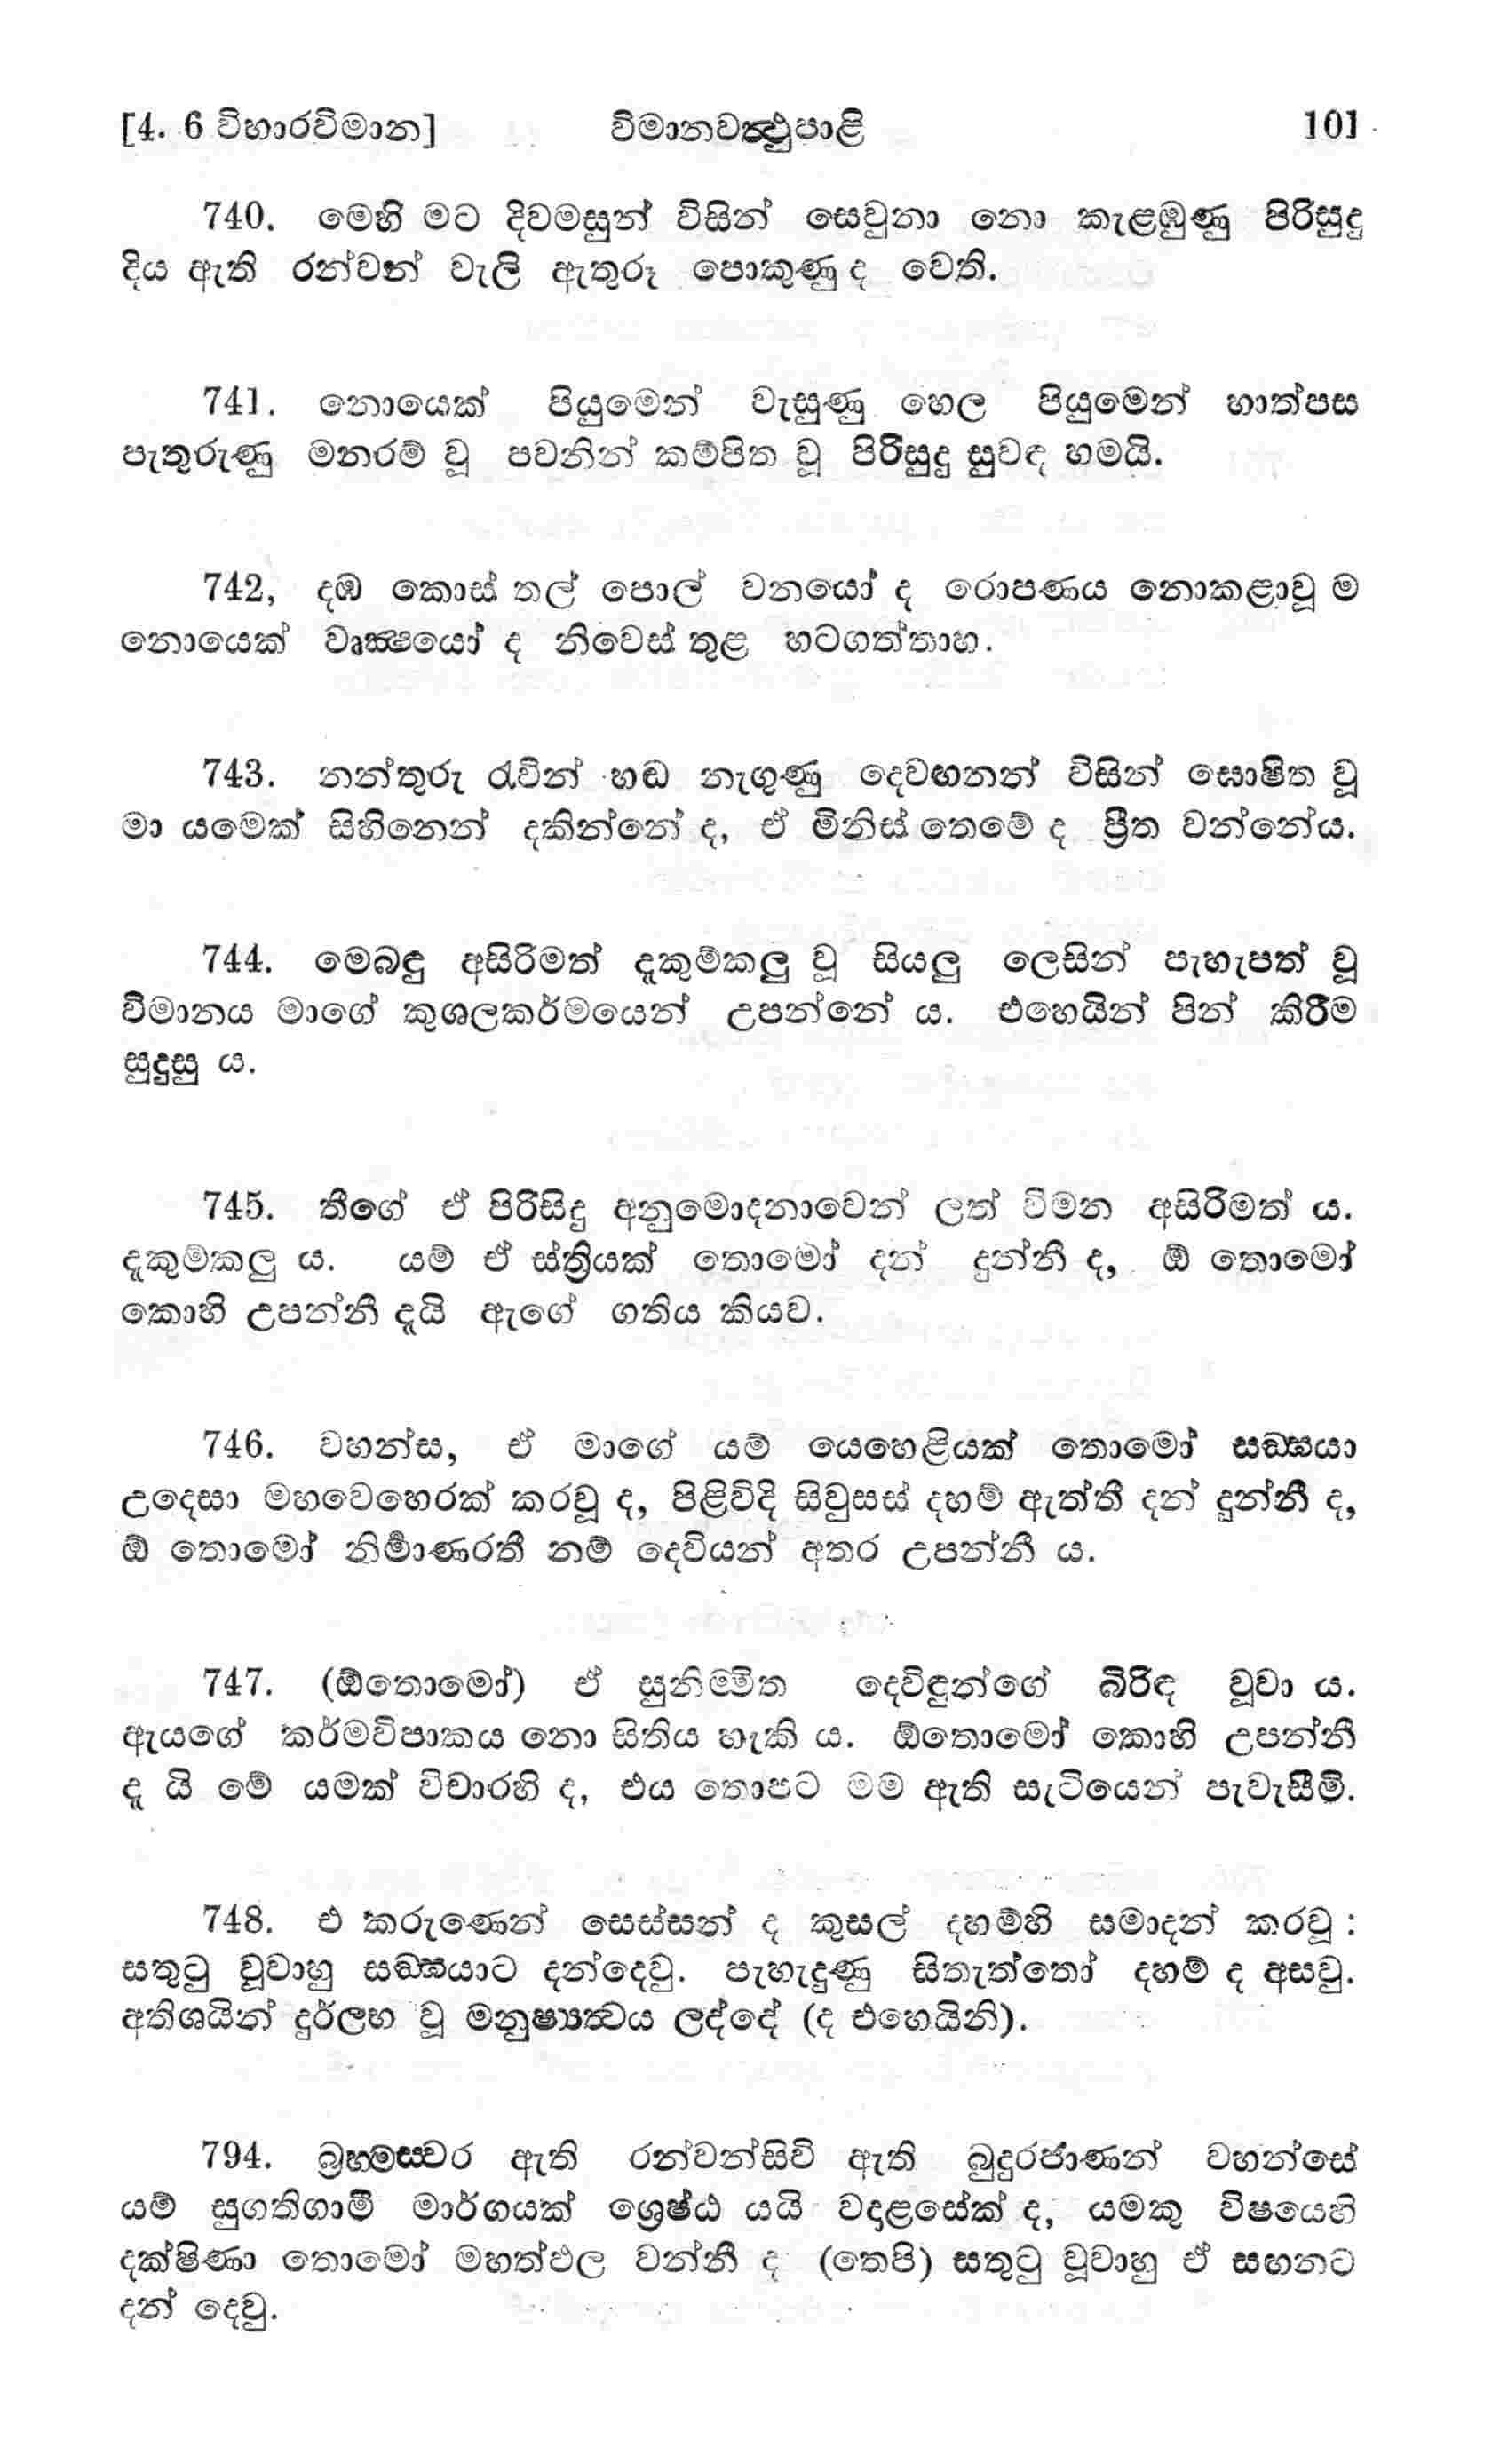 [4. 6 විහාරවිමාන] විමානවත්‍ථුපාළි 101
740. මෙහි මට දිවමසුන් විසින් සෙවුනා නො කැළඹුණු පිරිසුදු
දිය ඇති රන්වන් වැලි ඇතුරූ පොකුණු ද වෙති.
741. නොයෙක් පියුමෙන් වැසුණු හෙල පියුමෙන් හාත්පස
පැතුරුණු මනරම් වූ පවනින් කම්පිත වූ පිරිසුදු සුවඳ හමයි.
742, දඹ කොස් තල් පොල් වනයෝ ද රොපණය නොකළාවූ ම
නොයෙක් වෘක්‍ෂයෝ ද නිවෙස් තුළ හටගත්තාහ.
743. නන්තුරු රැවින් හඬ නැගුණු දෙවඟනන් විසින් ඝොෂිත වූ
මා යමෙක් සිහිනෙන් දකින්නේ ද, ඒ මිනිස් තෙමේ ද ප්‍රීත වන්නේය.
744. මෙබඳු අසිරිමත් දැකුම්කලු වූ සියලු ලෙසින් පැහැපත් වූ
විමානය මාගේ කුශලකර්මයෙන් උපන්නේ ය. එහෙයින් පින් කිරීම
සුදුසු ය.
745. තීගේ ඒ පිරිසිදු අනුමොදනාවෙන් ලත් විමන අසිරිමත් ය.
දැකුම්කලු ය. යම් ඒ ස්ත්‍රියක් තොමෝ දන් දුන්නී ද, ඕ තොමෝ
කොහි උපන්නී දැයි ඇගේ ගතිය කියව.
746. වහන්ස, ඒ මාගේ යම් යෙහෙළියක් තොමෝ සඞ්ඝයා
උදෙසා මහවෙහෙරක් කරවූ ද, පිළිවිදි සිවුසස් දහම් ඇත්තී දන් දුන්නී ද,
ඕ තොමෝ නිර්‍මාණරතී නම් දෙවියන් අතර උපන්නී ය.
747. (ඕතොමෝ) ඒ සුනිම්මිත දෙවිඳුන්ගේ බිරිඳ වූවා ය.
ඇයගේ කර්මවිපාකය නො සිතිය හැකි ය. ඕතොමෝ කොහි උපන්නී
දැ යි මේ යමක් විචාරහි ද, එය තොපට මම ඇති සැටියෙන් පැවැසීමි.
748. එ කරුණෙන් සෙස්සන් ද කුසල් දහම්හි සමාදන් කරවූ :
සතුටු වූවාහු සඞ්ඝයාට දන්දෙවු. පැහැදුණු සිතැත්තෝ දහම් ද අසවු.
අතිශයින් දුර්ලභ වූ මනුෂ්‍යත්‍වය ලද්දේ (ද එහෙයිනි).
794. බ්‍රහ්මස්වර ඇති රන්වන්සිවි ඇති බුදුරජාණන් වහන්සේ
යම් සුගතිගාමී මාර්ගයක් ශ්‍රෙෂ්ඨ යයි වදාළසේක් ද, යමකු විෂයෙහි
දක්ෂිණා තොමෝ මහත්ඵල වන්නී ද (තෙපි) සතුටු වූවාහු ඒ සඟනට
දන් දෙවු.